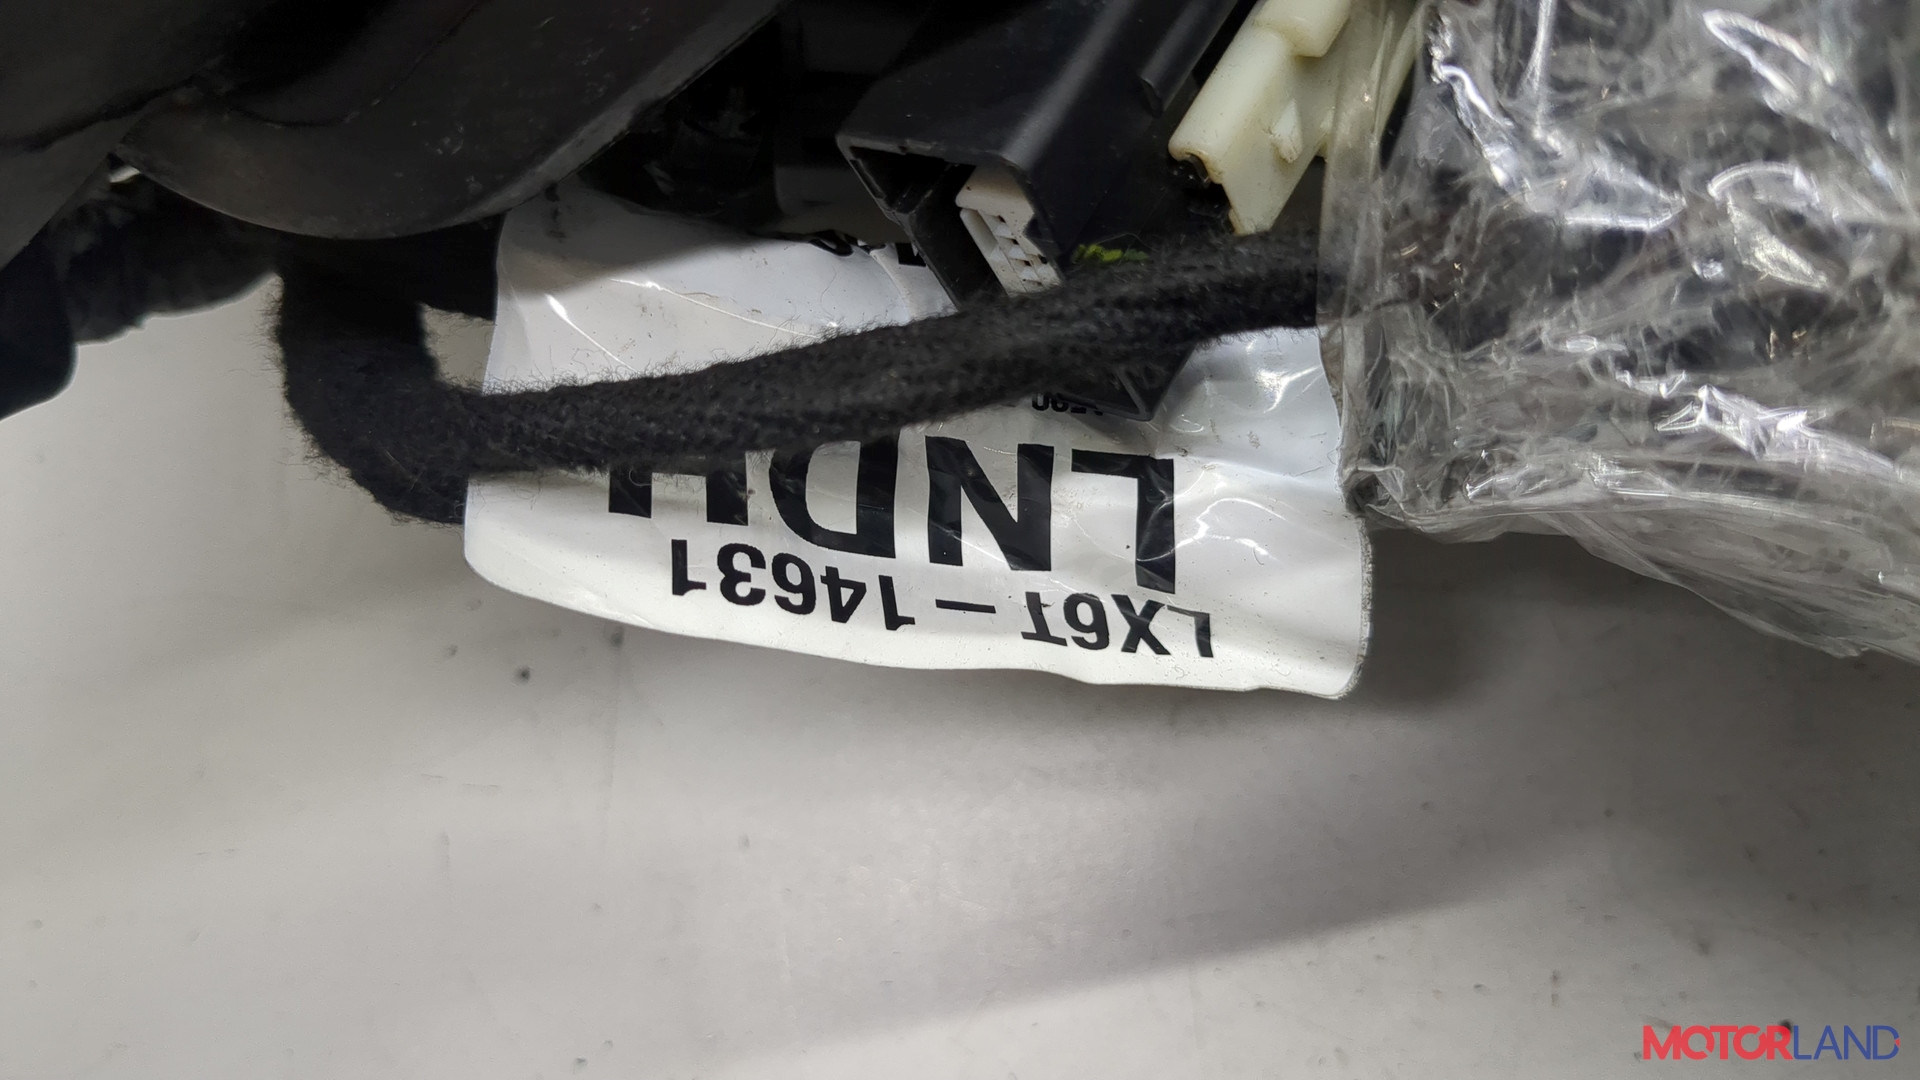 LX6T - 14631
LNDH
MOTORLAND